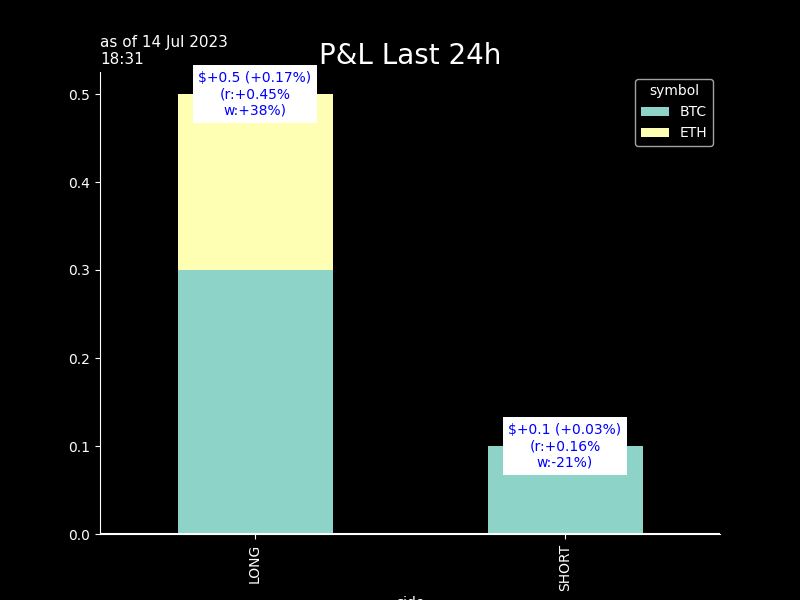 as of 14 Jul 2023
18:31
P&L Last 24h
$+0.5 (+0.17%)
(r:+0.45%
w:+38%)
symbol
BTC
ETH
0.5
0.4
0.3
0.2
0.1
0.0
$+0.1 (+0.03%)
(r:+0.16%
w:-21%)
LONG
SHORT
side